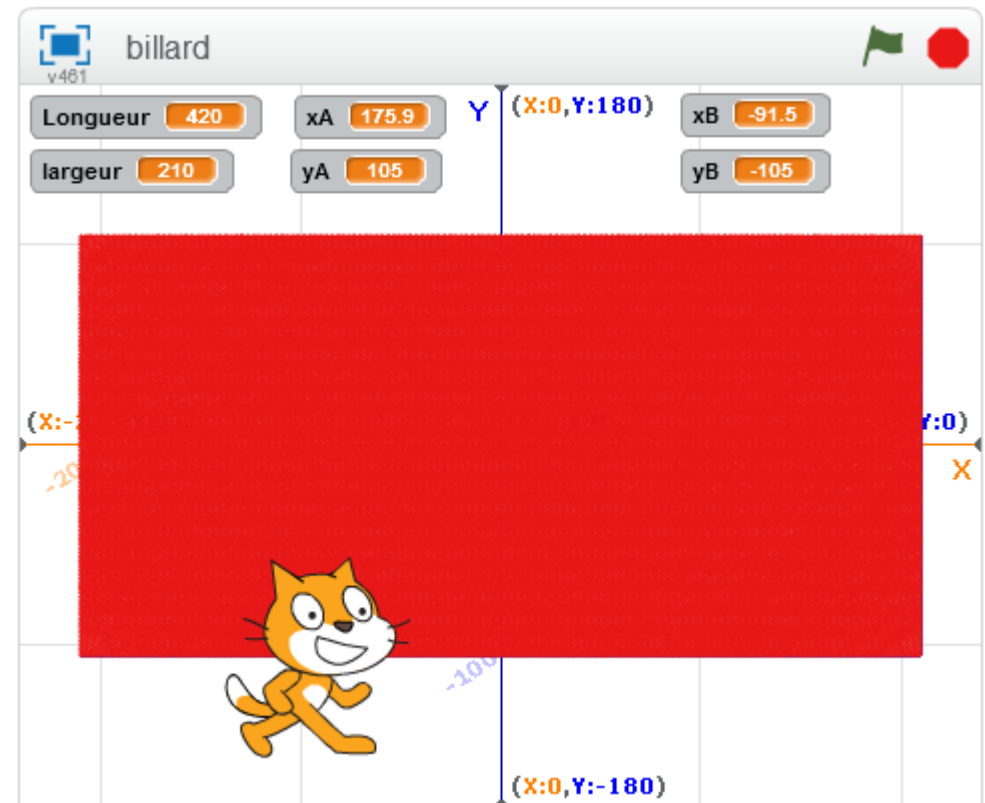 billard
v461
Longueur 420
xA 175.9
Y
(X:0,Y:180)
xB -91.5
largeur 210
yA 105
yB -105
(X:-
Y:0)
-20
X
-100
(X:0,Y:-180)